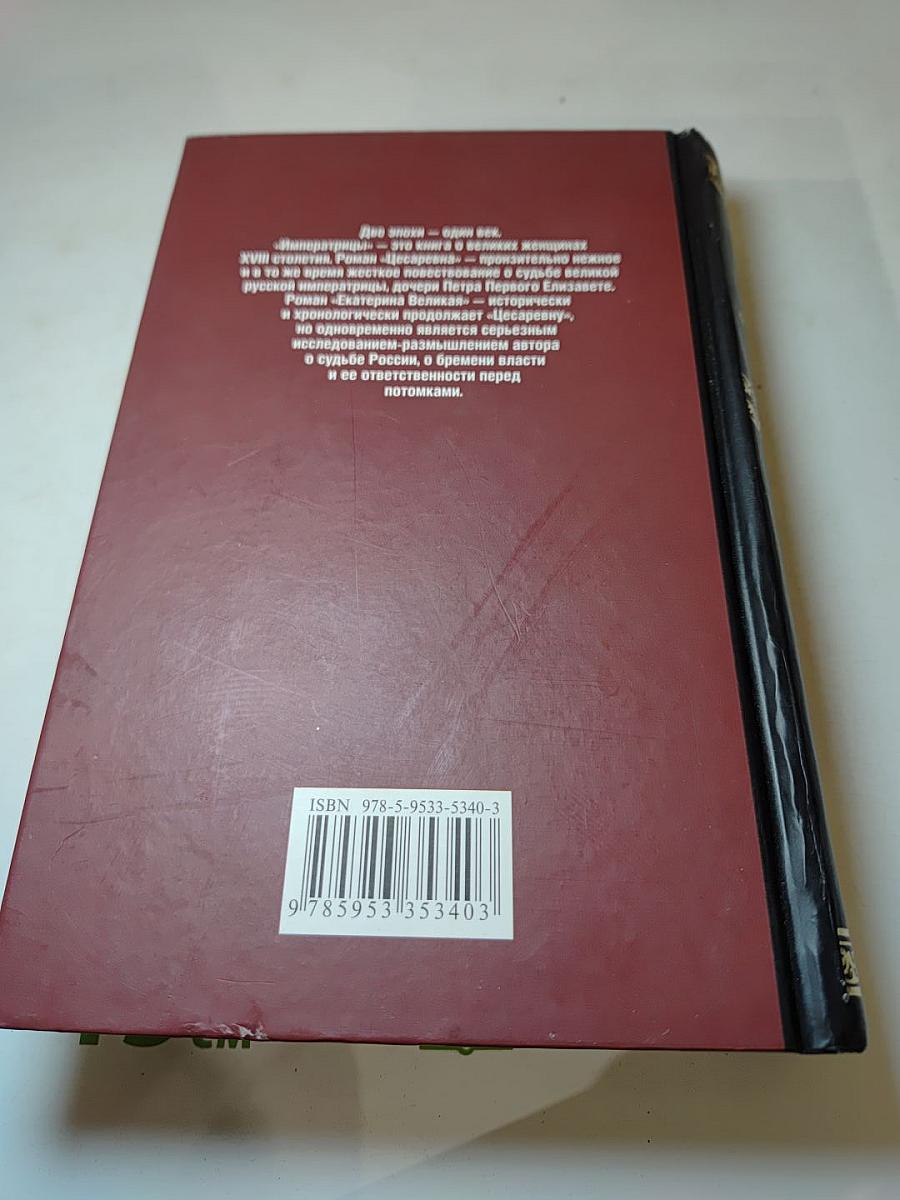 Две эпохи — один век.
«Императрицы» — это книга о великих женщинах
XVIII столетия. Роман «Цесаревна» — пронзительно нежное
и в то же время жесткое повествование о судьбе великой
русской императрицы, дочери Петра Первого Елизавете.
Роман «Екатерина Великая» — исторически
и хронологически продолжает «Цесаревну»,
но одновременно является серьезным
исследованием-размышлением автора
о судьбе России, о бремени власти
и ее ответственности перед
потомками.
ISBN 978-5-9533-5340-3
9 785953 353403
см